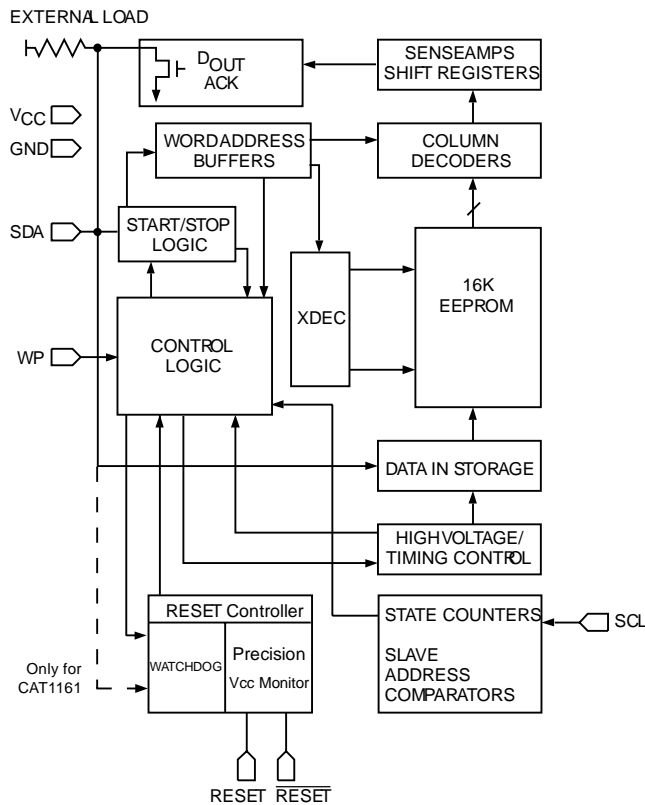 EXTERNAL LOAD
DOUT
ACK
SENSEAMPS
SHIFT REGISTERS
VCC
GND
WORDADDRESS
BUFFERS
COLUMN
DECODERS
SDA
START/STOP
LOGIC
16K
EEPROM
XDEC
WP
CONTROL
LOGIC
DATA IN STORAGE
HIGHVOLTAGE/
TIMING CONTROL
RESET Controller
WATCHDOG
Precision
Vcc Monitor
STATE COUNTERS
SLAVE
ADDRESS
COMPARATORS
SCL
Only for
CAT1161
RESET
RESET